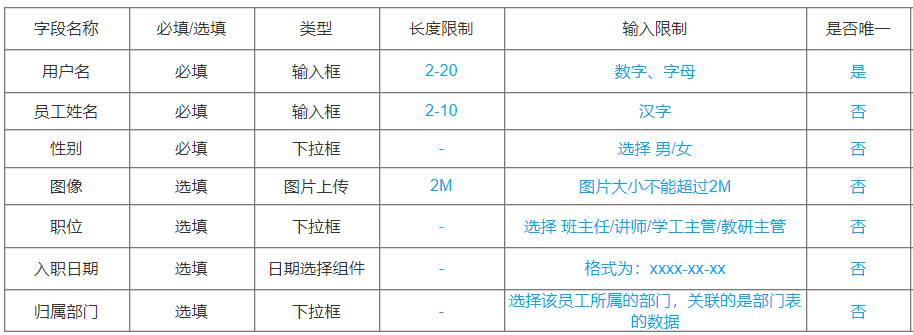 字段名称 必填/选填 类型 长度限制 输入限制 是否唯一
用户名 必填 输入框 2-20 数字、字母 是
员工姓名 必填 输入框 2-10 汉字 否
性别 必填 下拉框 - 选择 男/女 否
图像 选填 图片上传 2M 图片大小不能超过2M 否
职位 选填 下拉框 - 选择 班主任/讲师/学工主管/教研主管 否
入职日期 选填 日期选择组件 - 格式为：xxxx-xx-xx 否
归属部门 选填 下拉框 - 选择该员工所属的部门，关联的是部门表
的数据 否